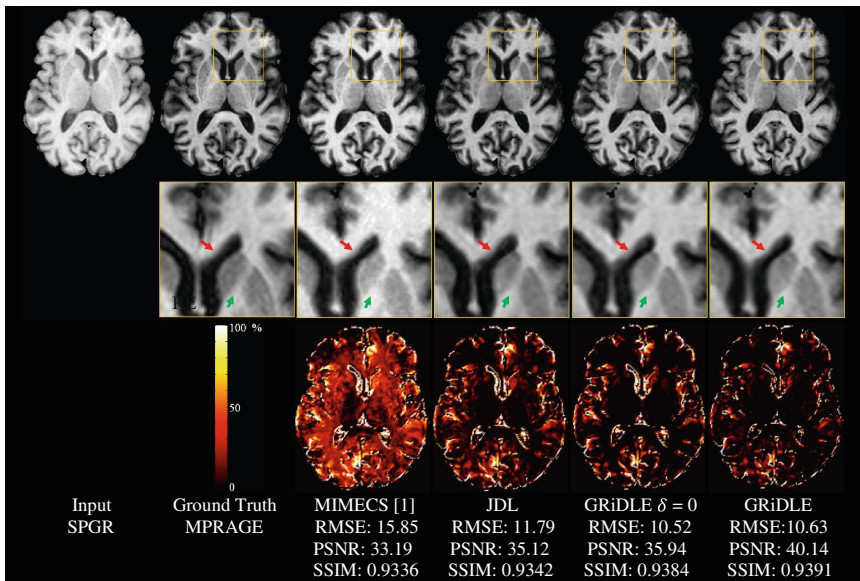 100 %
50
0
Input
SPGR
Ground Truth
MPRAGE
MIMECS [1]
RMSE: 15.85
PSNR: 33.19
SSIM: 0.9336
JDL
RMSE: 11.79
PSNR: 35.12
SSIM: 0.9342
GRiDLE δ = 0
RMSE: 10.52
PSNR: 35.94
SSIM: 0.9384
GRiDLE
RMSE:10.63
PSNR: 40.14
SSIM: 0.9391